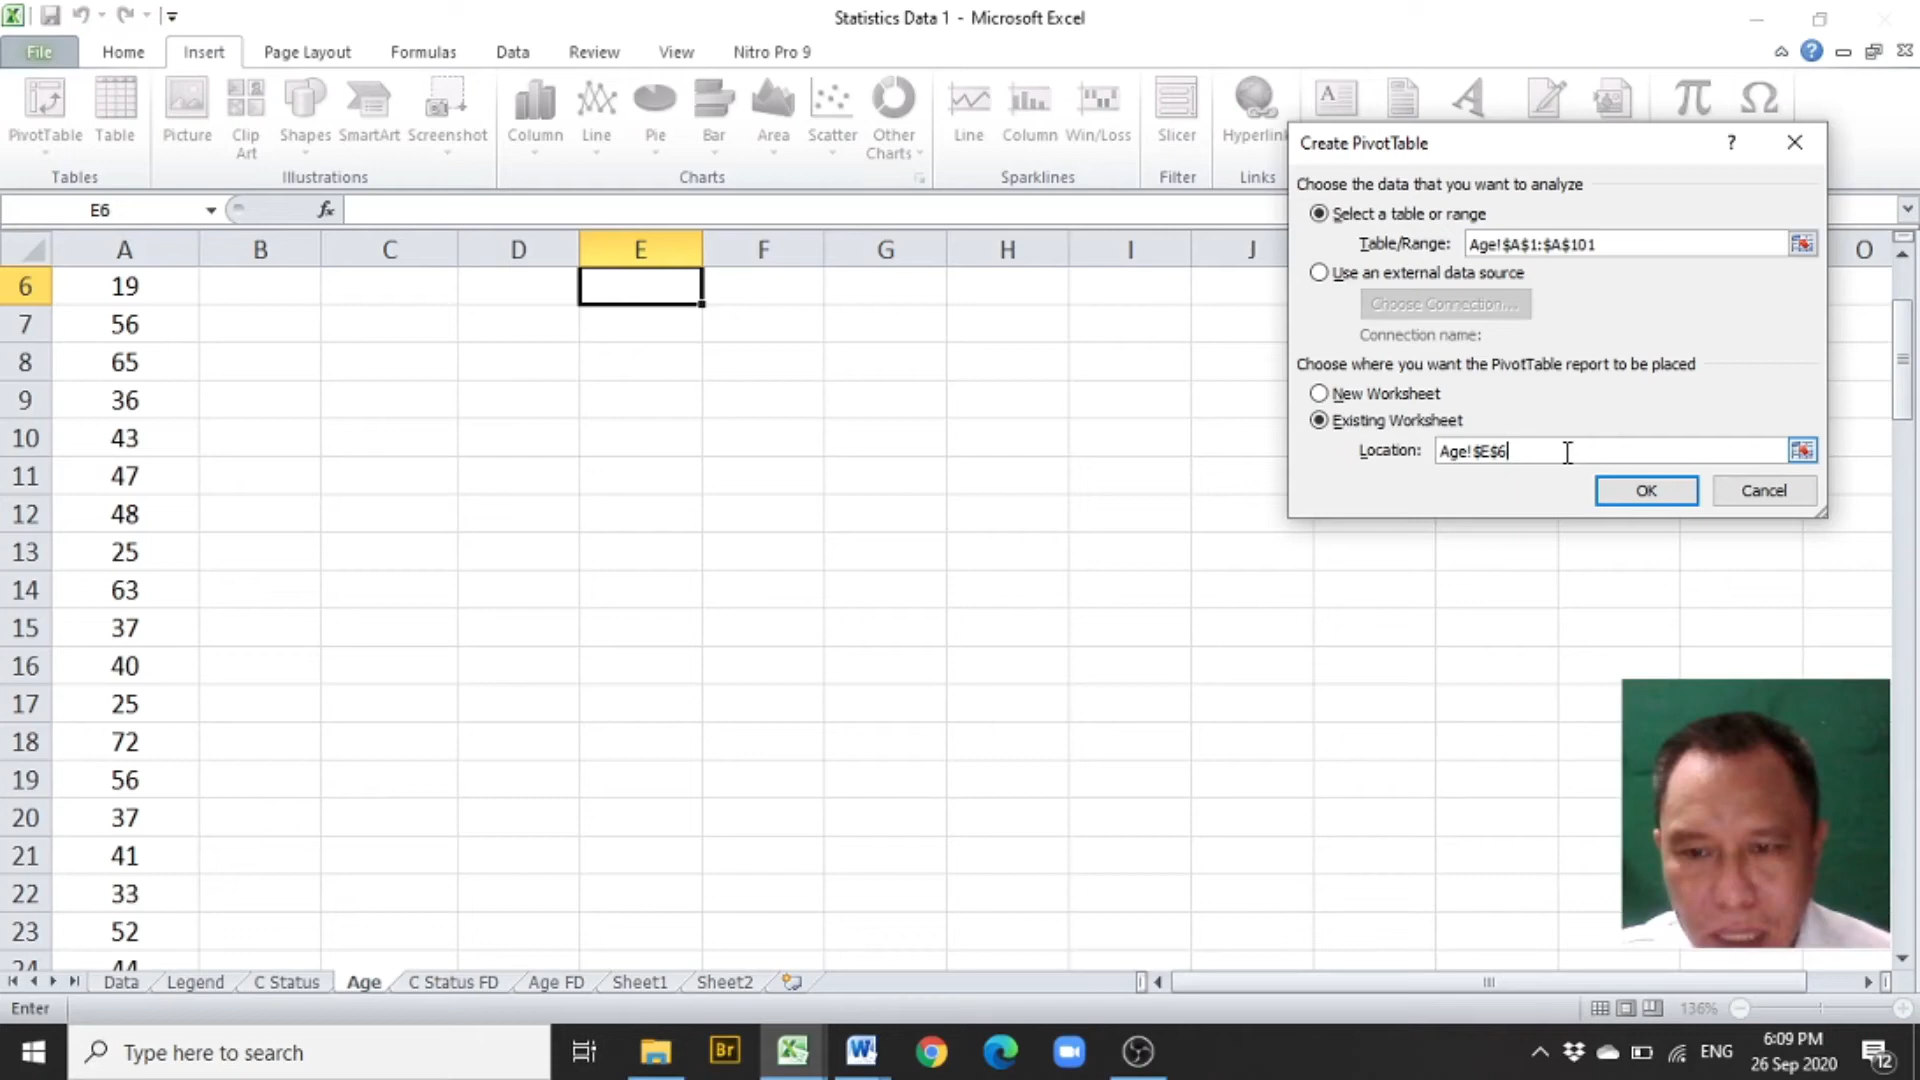 Statistics Data 1 - Microsoft Excel
File Home Insert Page Layout Formulas Data Review View Nitro Pro 9
PivotTable Table Picture Clip Art Shapes SmartArt Screenshot Column Line Pie Bar Area Scatter Other Charts Line Column Win/Loss Slicer Hyperlink
Tables Illustrations Charts Sparklines Filter Links
Create PivotTable ?
Choose the data that you want to analyze
Select a table or range
Table/Range: Age!$A$1:$A$101
Use an external data source
Choose Connection...
Connection name:
Choose where you want the PivotTable report to be placed
New Worksheet
Existing Worksheet
Location: Age!$E$6
OK Cancel
E6 fx
A B C D E F G H I J O
6 19
7 56
8 65
9 36
10 43
11 47
12 48
13 25
14 63
15 37
16 40
17 25
18 72
19 56
20 37
21 41
22 33
23 52
24 44
Data Legend C Status Age C Status FD Age FD Sheet1 Sheet2
Enter 136%
Type here to search Br ENG 6:09 PM
26 Sep 2020 12